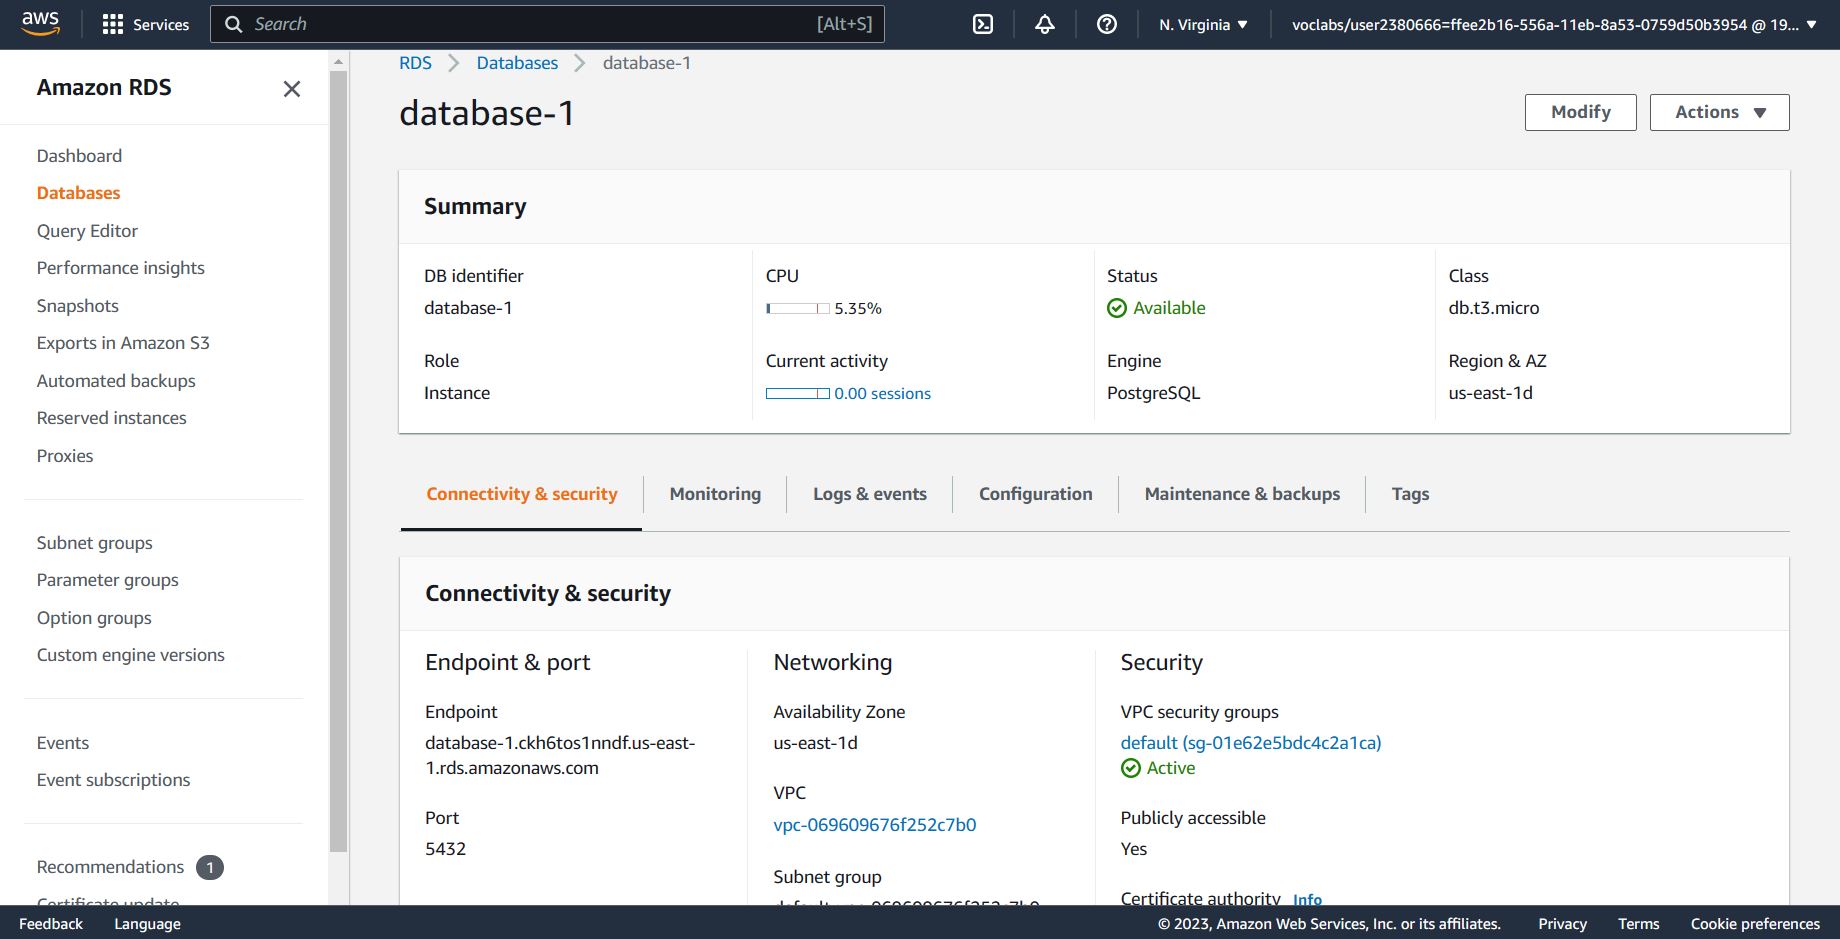 aws
Services
Search
[Alt+S]
N. Virginia
voclabs/user2380666=ffee2b16-556a-11eb-8a53-0759d50b3954 @ 19...
Amazon RDS
Dashboard
Databases
Query Editor
Performance insights
Snapshots
Exports in Amazon S3
Automated backups
Reserved instances
Proxies
Subnet groups
Parameter groups
Option groups
Custom engine versions
Events
Event subscriptions
Recommendations 1
Certificate update
RDS > Databases > database-1
database-1
Modify
Actions
Summary
DB identifier
database-1
CPU
5.35%
Status
Available
Class
db.t3.micro
Role
Instance
Current activity
0.00 sessions
Engine
PostgreSQL
Region & AZ
us-east-1d
Connectivity & security
Monitoring
Logs & events
Configuration
Maintenance & backups
Tags
Connectivity & security
Endpoint & port
Endpoint
database-1.ckh6tos1nndf.us-east-
1.rds.amazonaws.com
Port
5432
Networking
Availability Zone
us-east-1d
VPC
vpc-069609676f252c7b0
Subnet group
default-vpc-069609676f252c7b0
Security
VPC security groups
default (sg-01e62e5bdc4c2a1ca)
Active
Publicly accessible
Yes
Certificate authority Info
Feedback
Language
© 2023, Amazon Web Services, Inc. or its affiliates.
Privacy
Terms
Cookie preferences